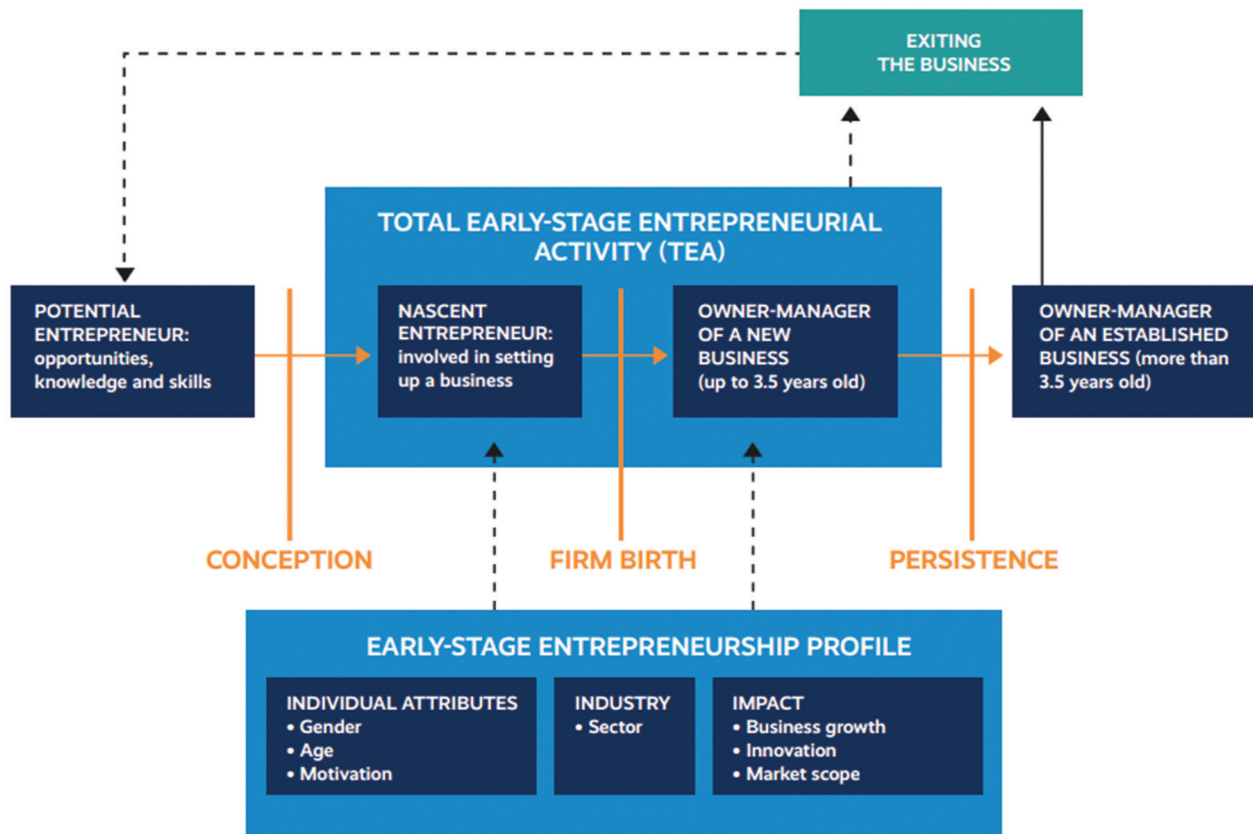 EXITING
THE BUSINESS
TOTAL EARLY-STAGE ENTREPRENEURIAL
ACTIVITY (TEA)
POTENTIAL
ENTREPRENEUR:
opportunities,
knowledge and skills
NASCENT
ENTREPRENEUR:
involved in setting
up a business
OWNER-MANAGER
OF A NEW
BUSINESS
(up to 3.5 years old)
OWNER-MANAGER
OF AN ESTABLISHED
BUSINESS (more than
3.5 years old)
CONCEPTION
FIRM BIRTH
PERSISTENCE
EARLY-STAGE ENTREPRENEURSHIP PROFILE
INDIVIDUAL ATTRIBUTES
• Gender
• Age
• Motivation
INDUSTRY
• Sector
IMPACT
• Business growth
• Innovation
• Market scope